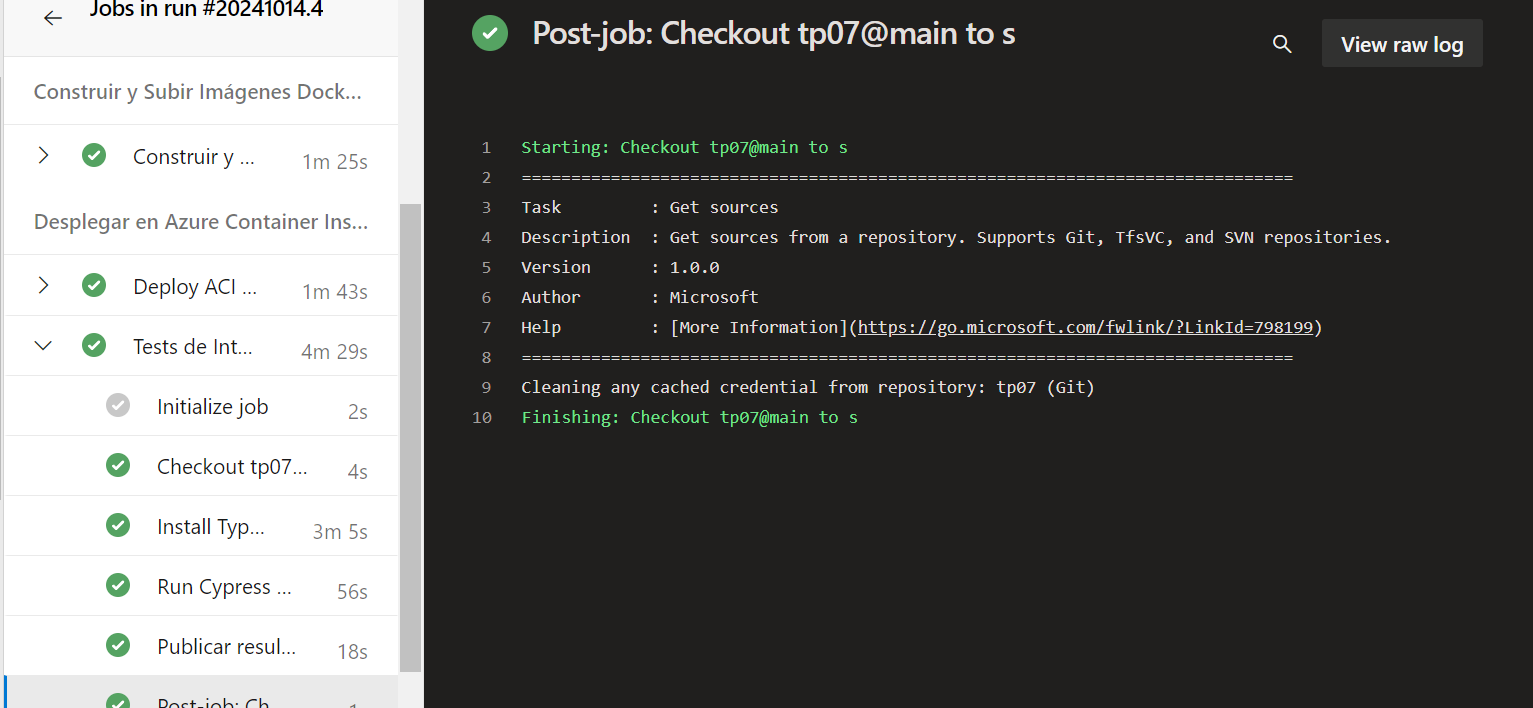 Jobs in run #20241014.4
Construir y Subir Imágenes Dock...
Construir y ... 1m 25s
Desplegar en Azure Container Ins...
Deploy ACI ... 1m 43s
Tests de Int... 4m 29s
Initialize job 2s
Checkout tp07... 4s
Install Typ... 3m 5s
Run Cypress ... 56s
Publicar resul... 18s
Post-job: Ch
Post-job: Checkout tp07@main to s
View raw log
1 Starting: Checkout tp07@main to s
2 ==============================================================================
3 Task         : Get sources
4 Description  : Get sources from a repository. Supports Git, TfsVC, and SVN repositories.
5 Version      : 1.0.0
6 Author       : Microsoft
7 Help         : [More Information](https://go.microsoft.com/fwlink/?LinkId=798199)
8 ==============================================================================
9 Cleaning any cached credential from repository: tp07 (Git)
10 Finishing: Checkout tp07@main to s